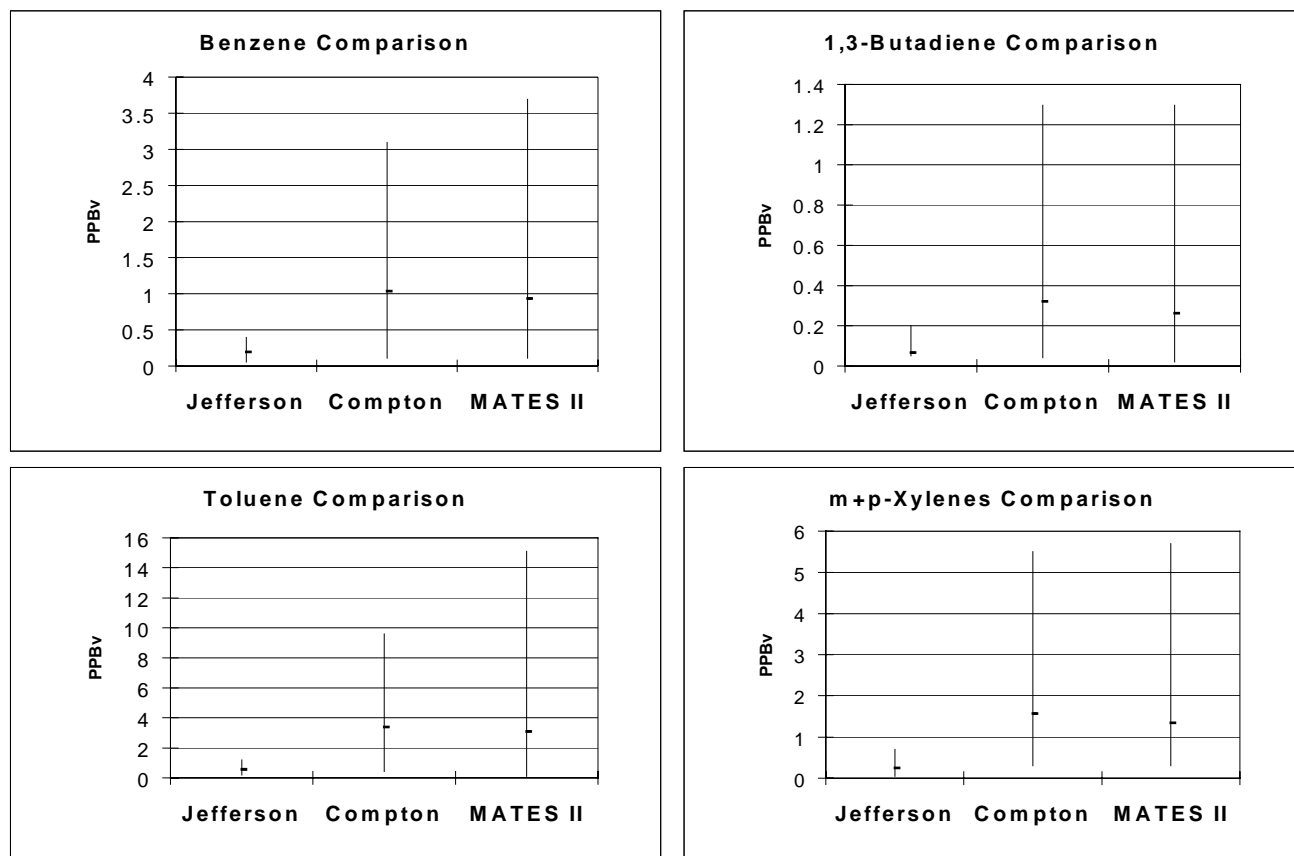 Benzene Comparison
4
3.5
3
2.5
2
1.5
1
0.5
0
PPBv
Jefferson Compton MATES II
1,3-Butadiene Comparison
1.4
1.2
1
0.8
0.6
0.4
0.2
0
PPBv
Jefferson Compton MATES II
Toluene Comparison
16
14
12
10
8
6
4
2
0
PPBv
Jefferson Compton MATES II
m+p-Xylenes Comparison
6
5
4
3
2
1
0
PPBv
Jefferson Compton MATES II